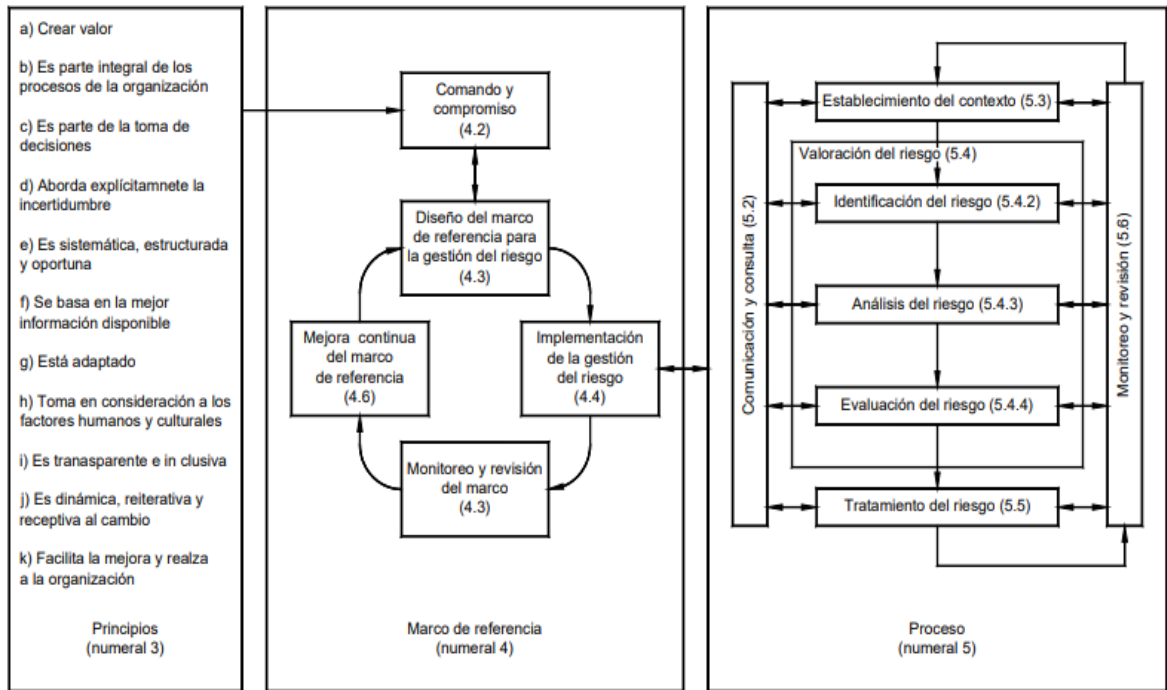 a) Crear valor
b) Es parte integral de los
procesos de la organización
c) Es parte de la toma de
decisiones
d) Aborda explícitamnete la
incertidumbre
e) Es sistemática, estructurada
y oportuna
f) Se basa en la mejor
información disponible
g) Está adaptado
h) Toma en consideración a los
factores humanos y culturales
i) Es tranasparente e in clusiva
j) Es dinámica, reiterativa y
receptiva al cambio
k) Facilita la mejora y realza
a la organización
Principios
(numeral 3)
Comando y
compromiso
(4.2)
Diseño del marco
de referencia para
la gestión del riesgo
(4.3)
Mejora continua
del marco
de referencia
(4.6)
Implementación
de la gestión
del riesgo
(4.4)
Monitoreo y revisión
del marco
(4.3)
Marco de referencia
(numeral 4)
Comunicación y consulta (5.2)
Establecimiento del contexto (5.3)
Valoración del riesgo (5.4)
Identificación del riesgo (5.4.2)
Análisis del riesgo (5.4.3)
Evaluación del riesgo (5.4.4)
Tratamiento del riesgo (5.5)
Monitoreo y revisión (5.6)
Proceso
(numeral 5)